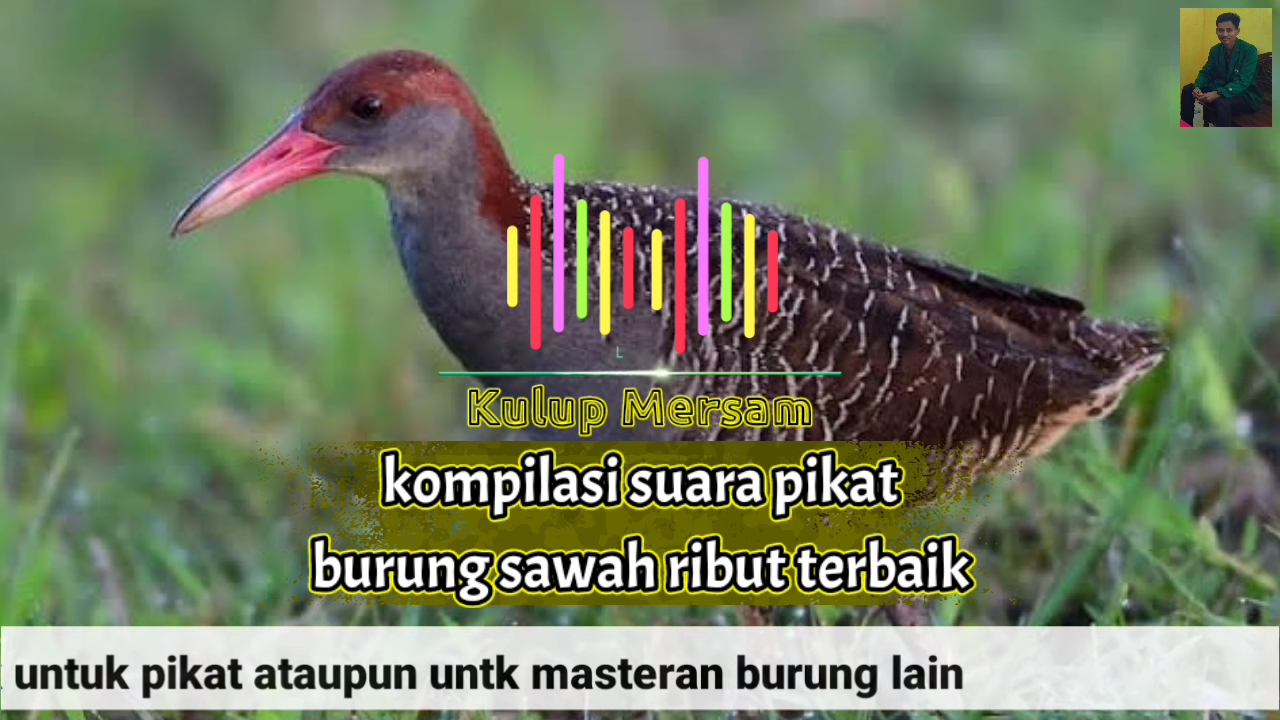 L
Kulup Mersam
kompilasi suara pikat
burung sawah ribut terbaik
untuk pikat ataupun untk masteran burung lain